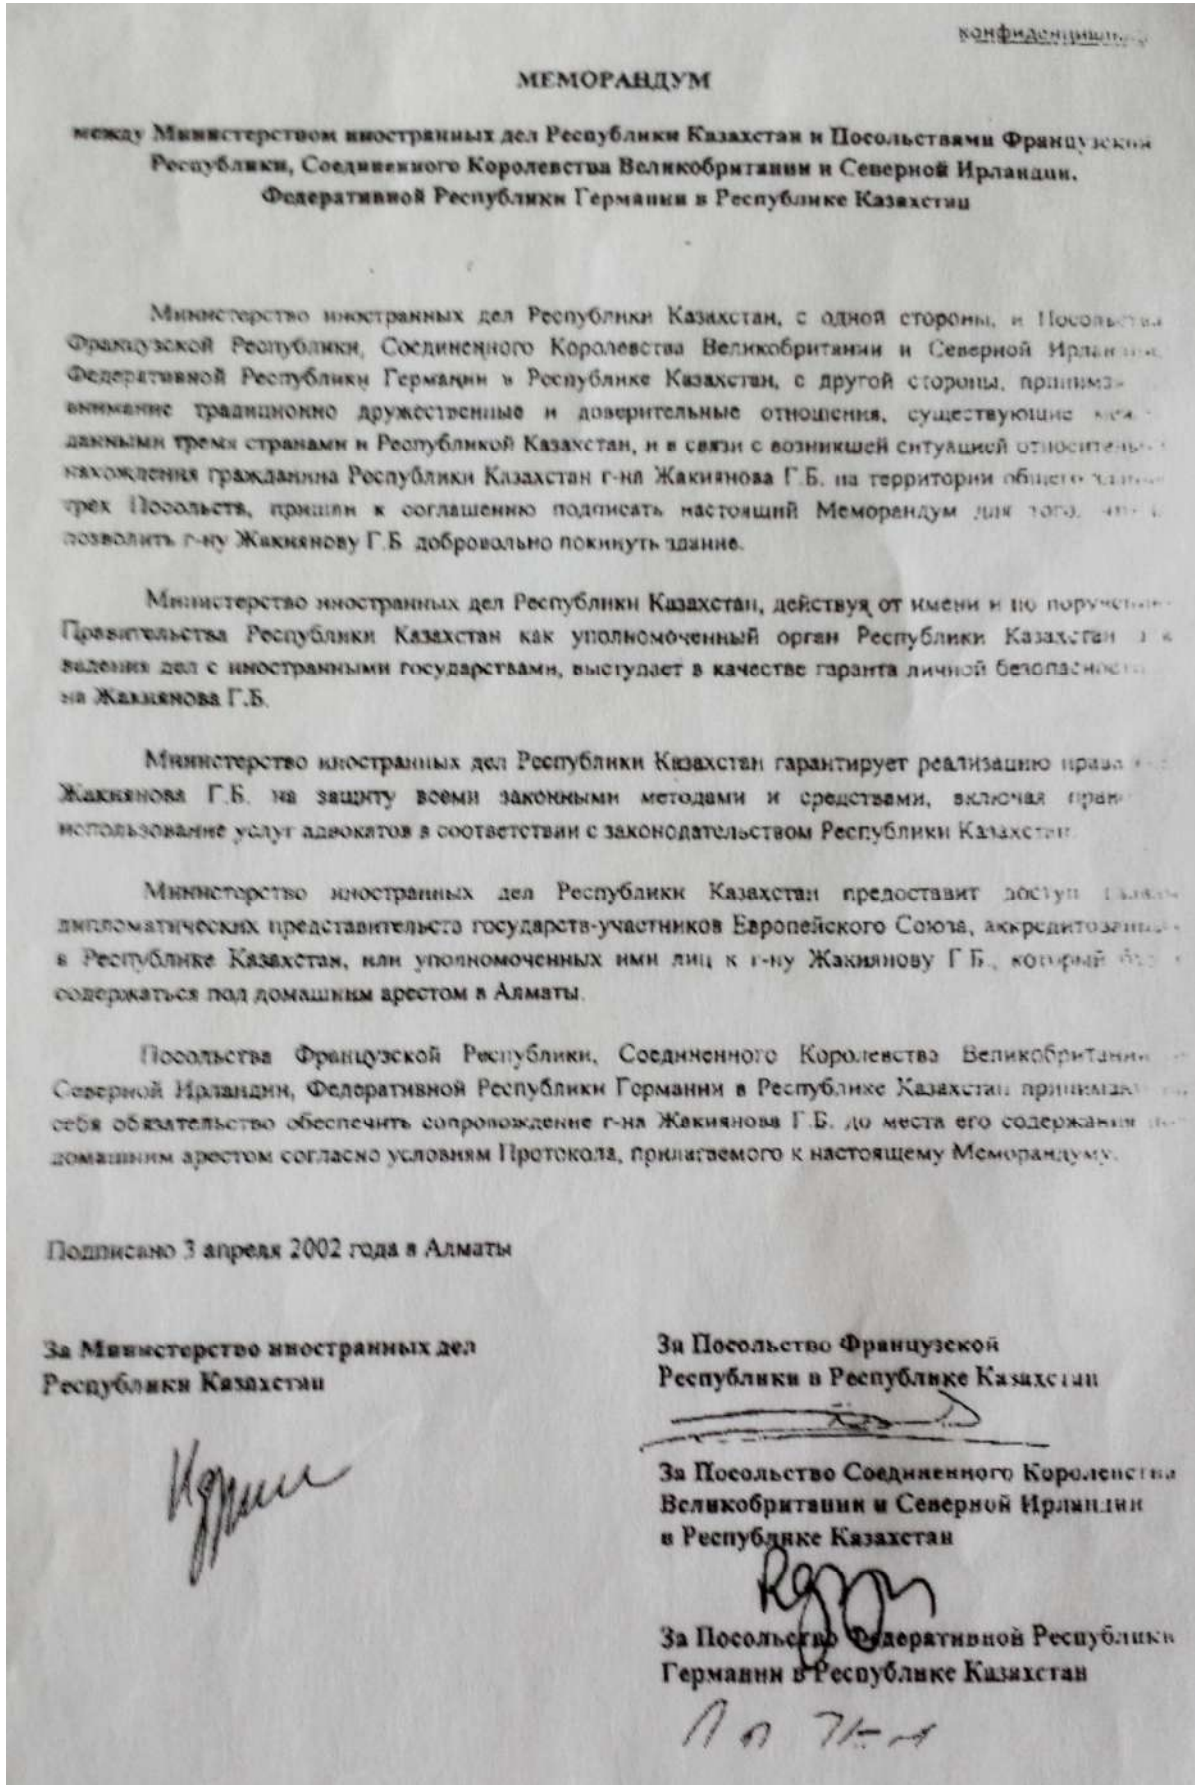 МЕМОРАНДУМ
между Министерством иностранных дел Республики Казахстан и Посольствами Французской
Республики, Соединенного Королевства Великобритании и Северной Ирландии,
Федеративной Республики Германии в Республике Казахстан
Министерство иностранных дел Республики Казахстан, с одной стороны, и Посольства
Французской Республики, Соединенного Королевства Великобритании и Северной
Федеративной Республики Германии в Республике Казахстан, с другой стороны,
внимание традиционно дружественные и доверительные отношения, существующие
данными тремя странами и Республикой Казахстан, и в связи с возникшей ситуацией
нахождения гражданина Республики Казахстан г-на Жакиянова Г.Б. на территории общего
трех Посольств, пришли к соглашению подписать настоящий Меморандум для того,
позволить г-ну Жакиянову Г.Б. добровольно покинуть здание.
Министерство иностранных дел Республики Казахстан, действуя от имени и по
Правительства Республики Казахстан как уполномоченный орган Республики Казахстан
ведения дел с иностранными государствами, выступает в качестве гаранта личной
на Жакиянова Г.Б.
Министерство иностранных дел Республики Казахстан гарантирует реализацию права
Жакиянова Г.Б. на защиту всеми законными методами и средствами, включая
использование услуг адвокатов в соответствии с законодательством Республики Казахстан.
Министерство иностранных дел Республики Казахстан предоставит доступ
дипломатических представительств государств-участников Европейского Союза,
в Республике Казахстан, или уполномоченных ими лиц к г-ну Жакиянову Г.Б., который
содержаться под домашним арестом в Алматы.
Посольства Французской Республики, Соединенного Королевства Великобритании
Северной Ирландии, Федеративной Республики Германии в Республике Казахстан
себя обязательство обеспечить сопровождение г-на Жакиянова Г.Б. до места его содержания
домашним арестом согласно условиям Протокола, прилагаемого к настоящему Меморандуму.
Подписано 3 апреля 2002 года в Алматы
За Министерство иностранных дел
Республики Казахстан
За Посольство Французской
Республики в Республике Казахстан
За Посольство Соединенного Королевства
Великобритании и Северной Ирландии
в Республике Казахстан
За Посольство Федеративной Республики
Германии в Республике Казахстан